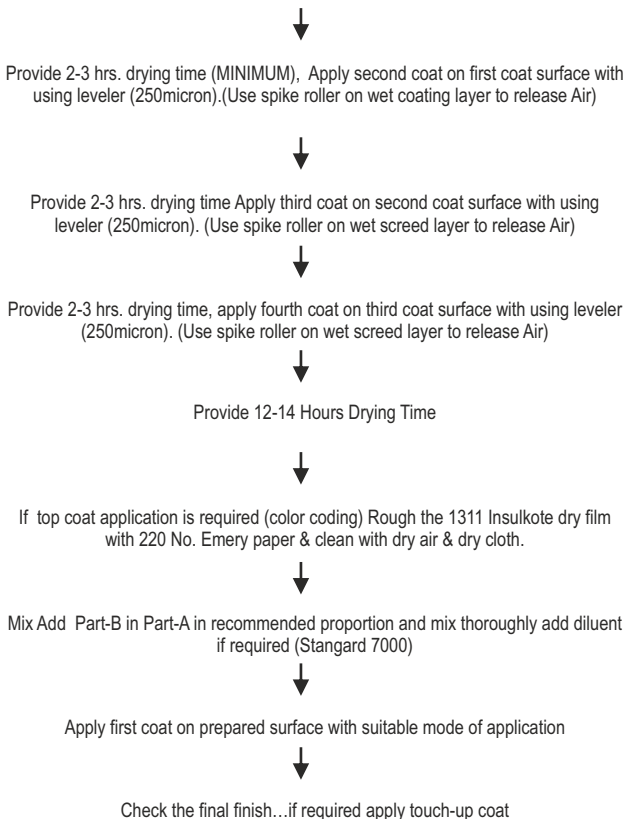 Provide 2-3 hrs. drying time (MINIMUM), Apply second coat on first coat surface with
using leveler (250micron).(Use spike roller on wet coating layer to release Air)
Provide 2-3 hrs. drying time Apply third coat on second coat surface with using
leveler (250micron). (Use spike roller on wet screed layer to release Air)
Provide 2-3 hrs. drying time, apply fourth coat on third coat surface with using leveler
(250micron). (Use spike roller on wet screed layer to release Air)
Provide 12-14 Hours Drying Time
If top coat application is required (color coding) Rough the 1311 Insulkote dry film
with 220 No. Emery paper & clean with dry air & dry cloth.
Mix Add Part-B in Part-A in recommended proportion and mix thoroughly add diluent
if required (Stangard 7000)
Apply first coat on prepared surface with suitable mode of application
Check the final finish…if required apply touch-up coat